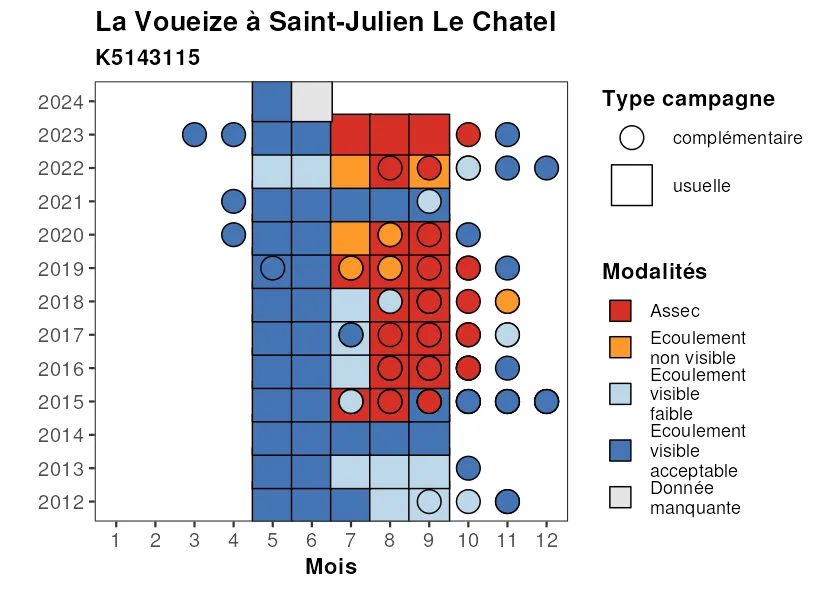 La Voueize à Saint-Julien Le Chatel
K5143115
2024
2023
2022
2021
2020
2019
2018
2017
2016
2015
2014
2013
2012
1 2 3 4 5 6 7 8 9 10 11 12
Mois
Type campagne
complémentaire
usuelle
Modalités
Assec
Ecoulement
non visible
Ecoulement
visible
faible
Ecoulement
visible
acceptable
Donnée
manquante